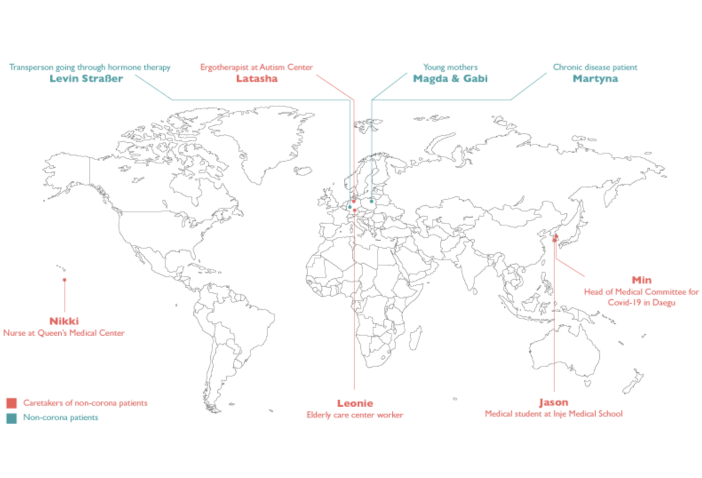 Transperson going through hormone therapy
Levin Straßer
Ergotherapist at Autism Center
Latasha
Young mothers
Magda & Gabi
Chronic disease patient
Martyna
Min
Head of Medical Committee for
Covid-19 in Daegu
Nikki
Nurse at Queen's Medical Center
Leonie
Elderly care center worker
Jason
Medical student at Inje Medical School
Caretakers of non-corona patients
Non-corona patients